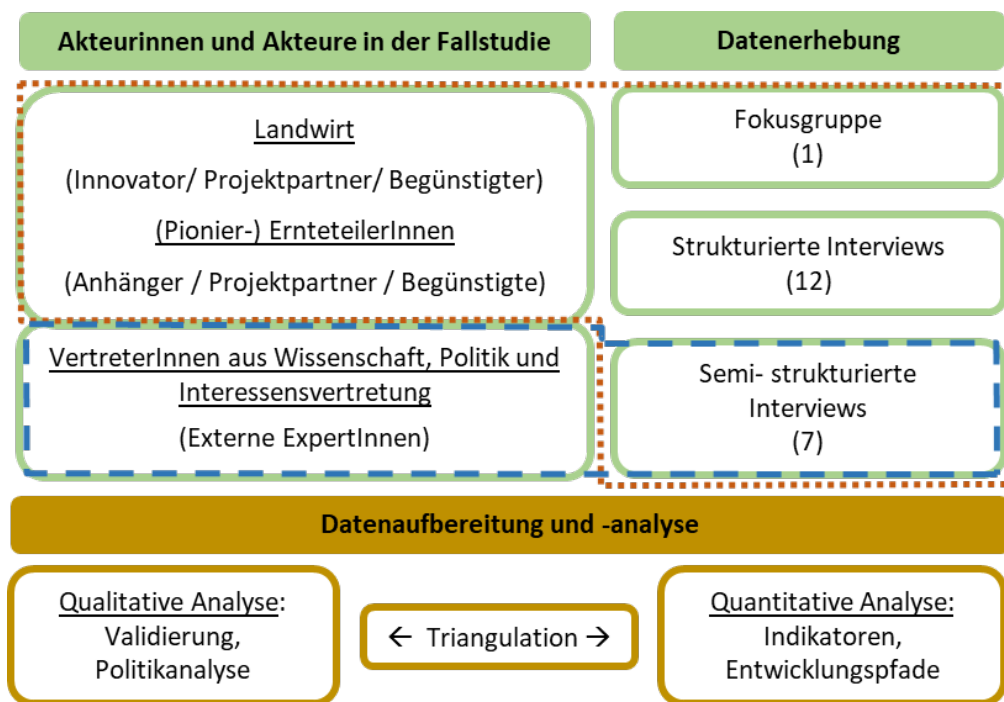 Akteurinnen und Akteure in der Fallstudie
Datenerhebung
Landwirt
(Innovator/ Projektpartner/ Begünstigter)
(Pionier-) ErnteteilerInnen
(Anhänger / Projektpartner / Begünstigte)
VertreterInnen aus Wissenschaft, Politik und
Interessensvertretung
(Externe ExpertInnen)
Fokusgruppe
(1)
Strukturierte Interviews
(12)
Semi- strukturierte
Interviews
(7)
Datenaufbereitung und -analyse
Qualitative Analyse:
Validierung,
Politikanalyse
← Triangulation →
Quantitative Analyse:
Indikatoren,
Entwicklungspfade